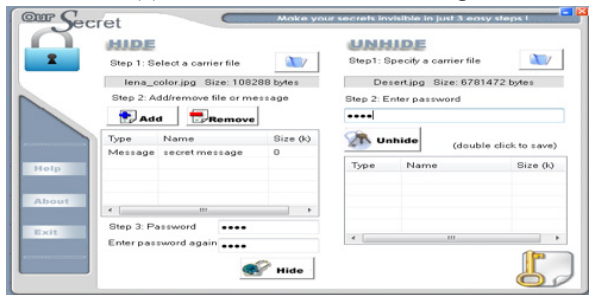 Our Secret
Make your secrets invisible in just 3 easy steps !
HIDE
Step 1: Select a carrier file
lena_color.jpg Size: 108288 bytes
Step 2: Add/remove file or message
Add
Remove
Type Name Size (k)
Message secret message 0
Step 3: Password ••••
Enter password again ••••
Hide
UNHIDE
Step1: Specify a carrier file
Desert.jpg Size: 6781472 bytes
Step 2: Enter password
••••
Unhide
(double click to save)
Type Name Size (k)
Help
About
Exit